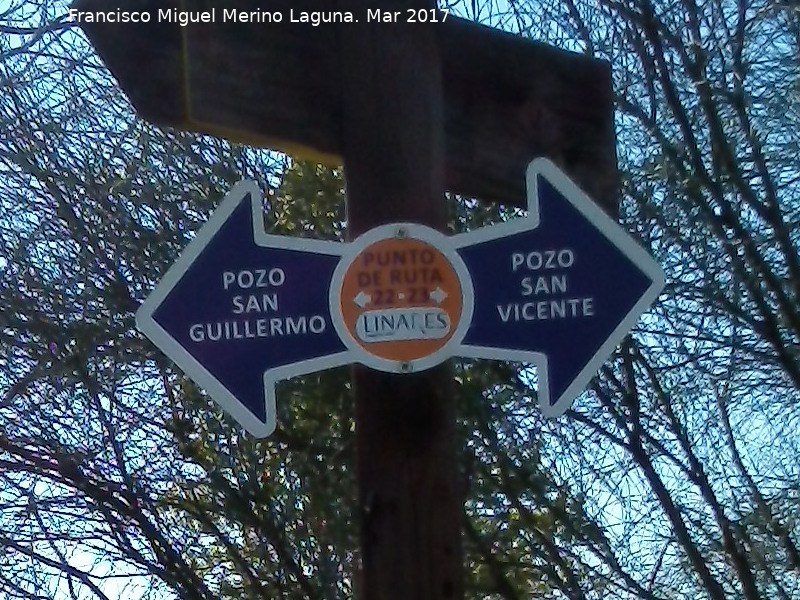 Francisco Miguel Merino Laguna. Mar 2017
POZO
SAN
GUILLERMO
PUNTO
DE RUTA
22 - 23
LINARES
POZO
SAN
VICENTE